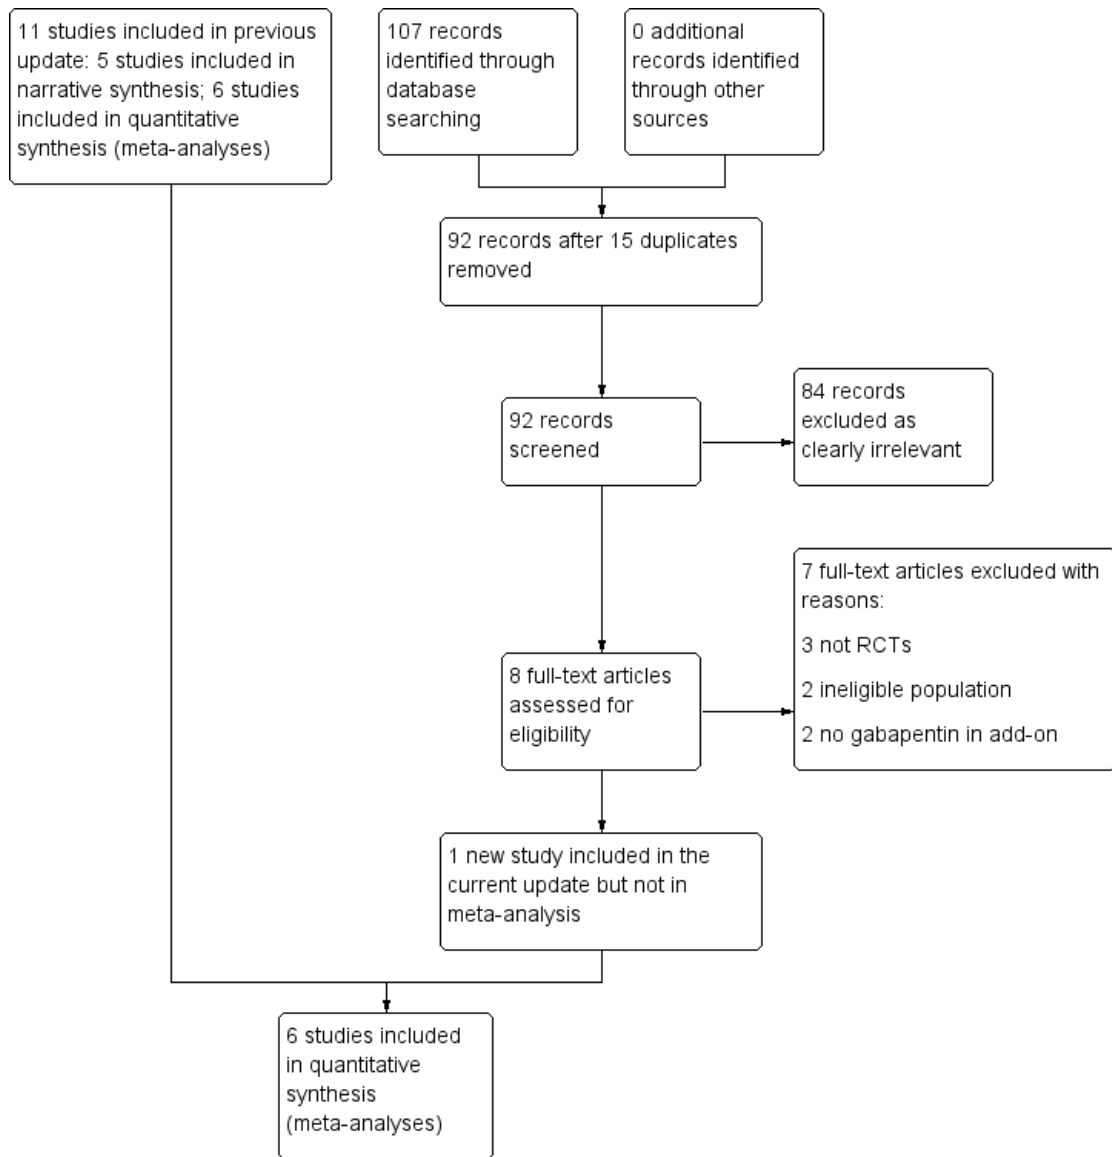 11 studies included in previous
update: 5 studies included in
narrative synthesis; 6 studies
included in quantitative
synthesis (meta-analyses)
107 records
identified through
database
searching
0 additional
records identified
through other
sources
92 records after 15 duplicates
removed
92 records
screened
84 records
excluded as
clearly irrelevant
8 full-text articles
assessed for
eligibility
7 full-text articles excluded with
reasons:
3 not RCTs
2 ineligible population
2 no gabapentin in add-on
1 new study included in the
current update but not in
meta-analysis
6 studies included
in quantitative
synthesis
(meta-analyses)